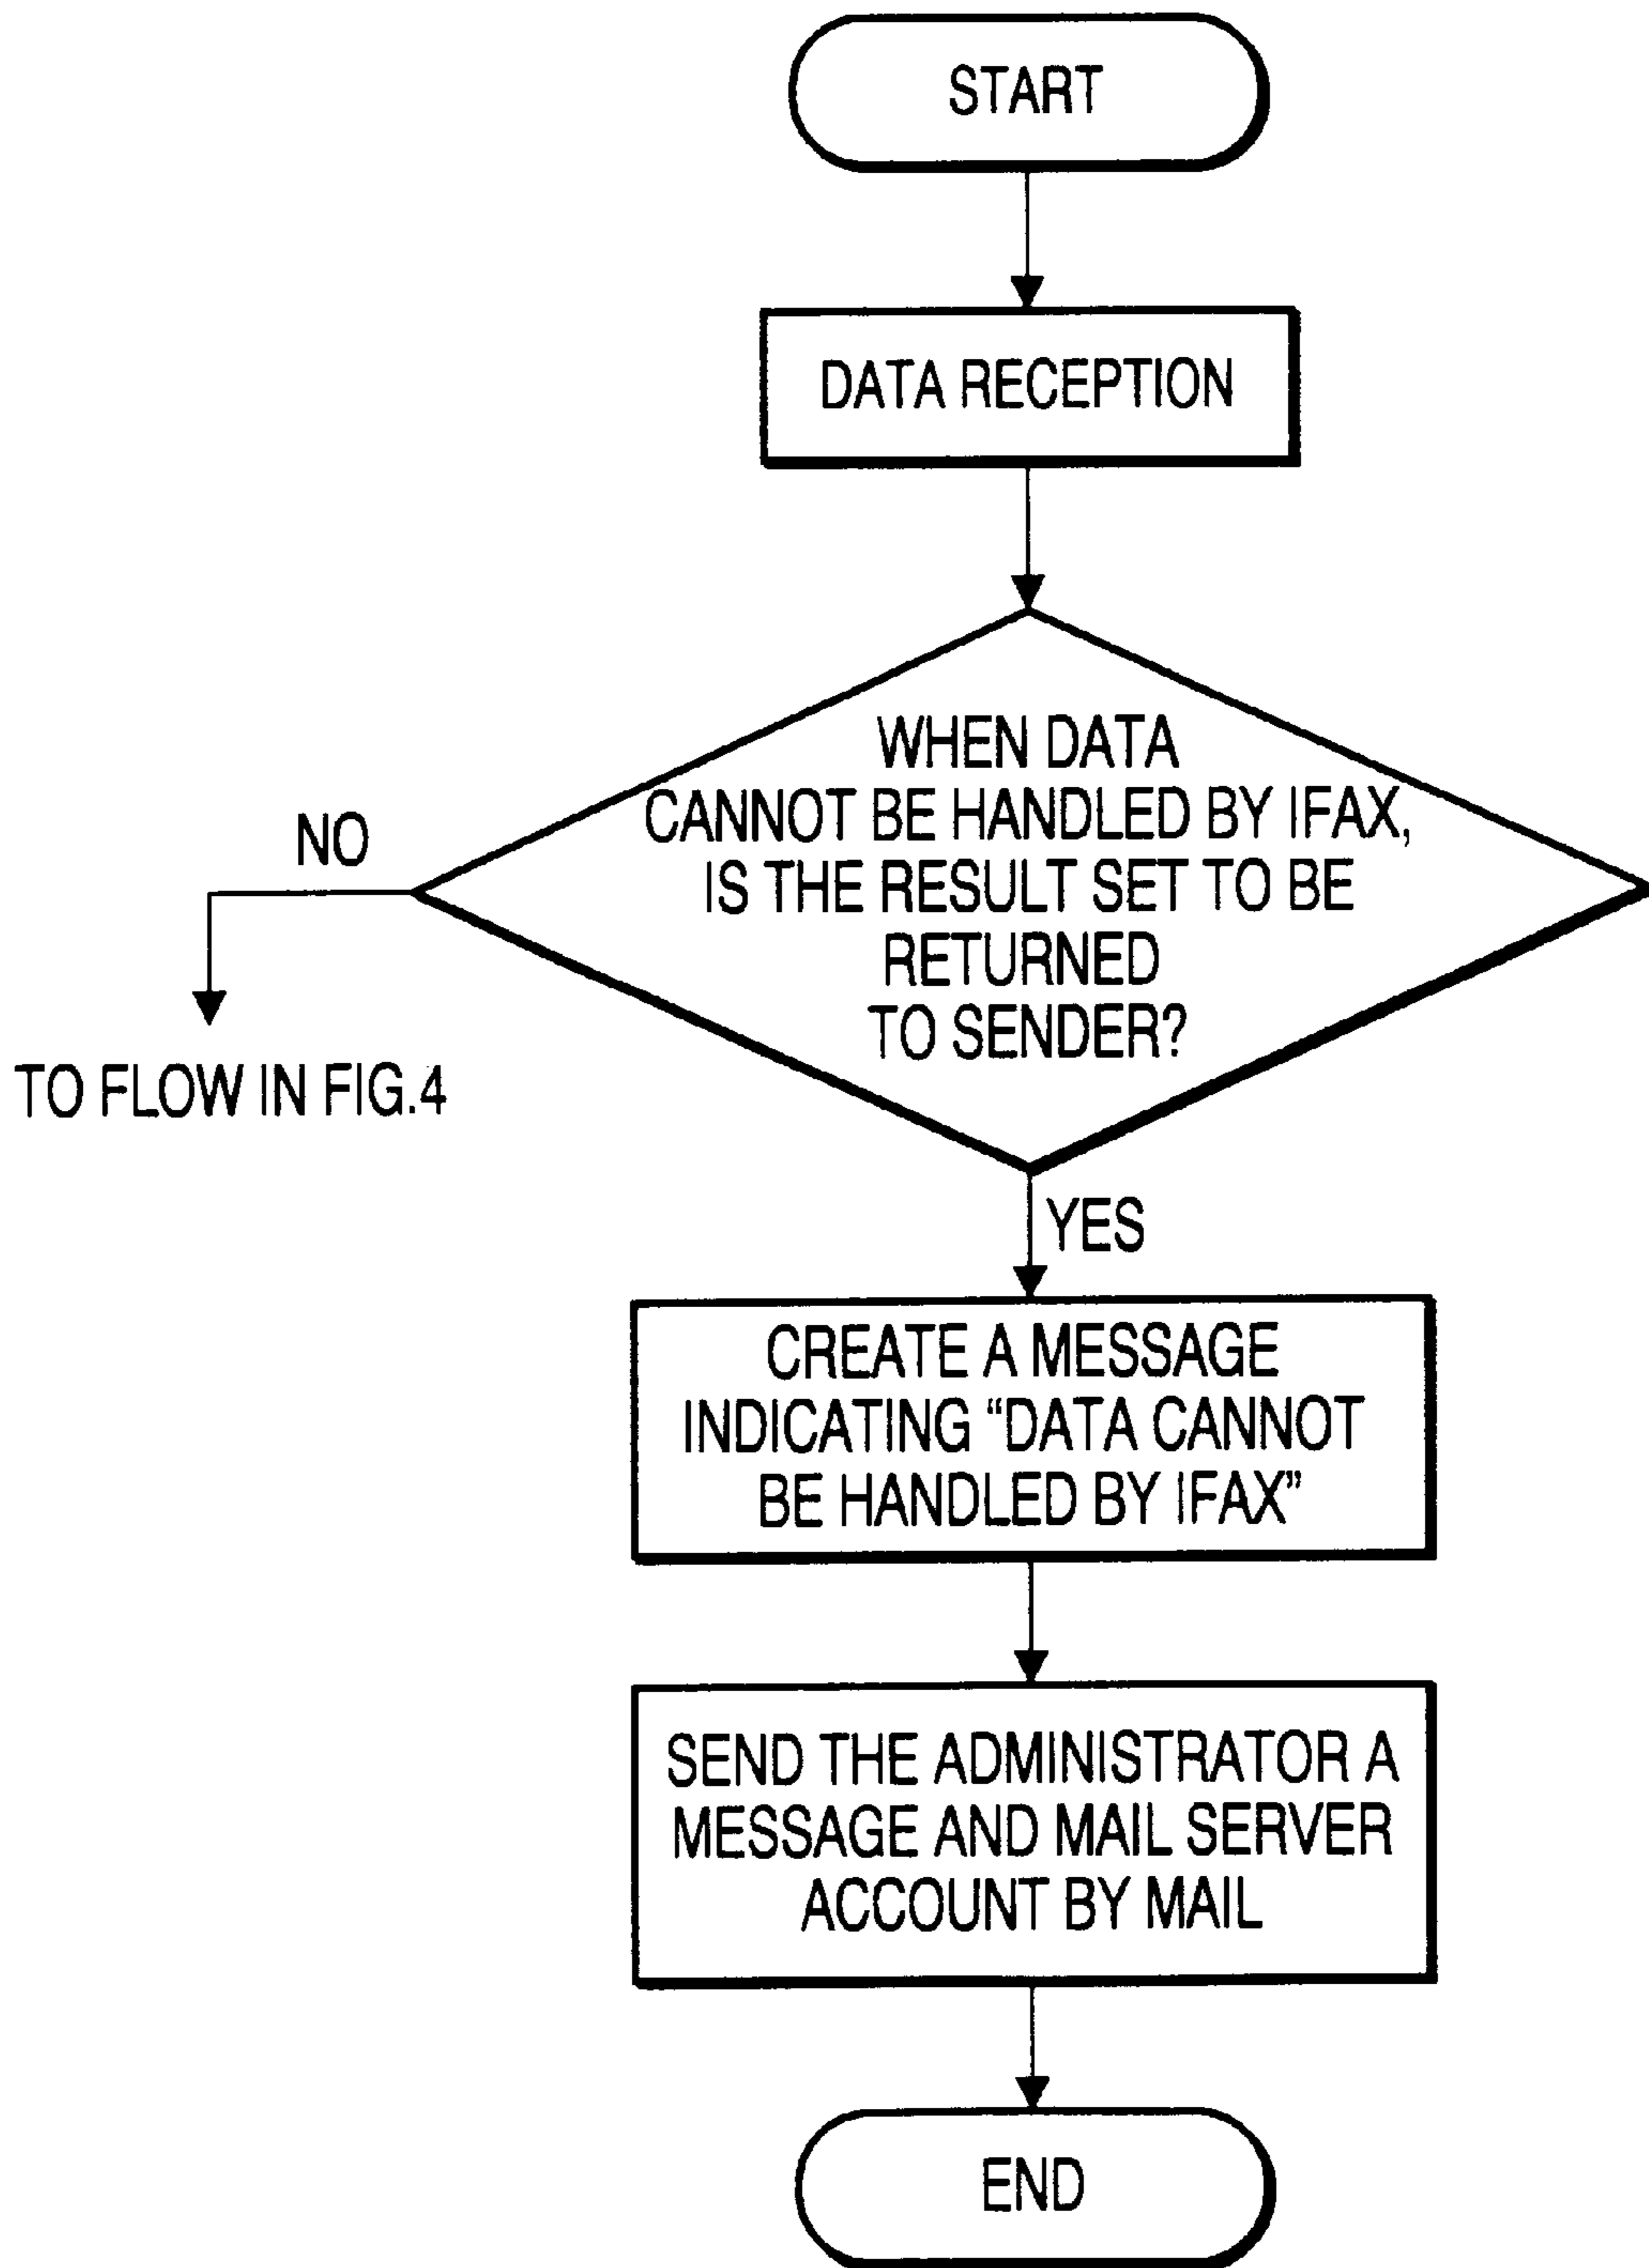 START
DATA RECEPTION
WHEN DATA
CANNOT BE HANDLED BY IFAX,
IS THE RESULT SET TO BE
RETURNED
TO SENDER?
NO
TO FLOW IN FIG.4
YES
CREATE A MESSAGE
INDICATING “DATA CANNOT
BE HANDLED BY IFAX”
SEND THE ADMINISTRATOR A
MESSAGE AND MAIL SERVER
ACCOUNT BY MAIL
END